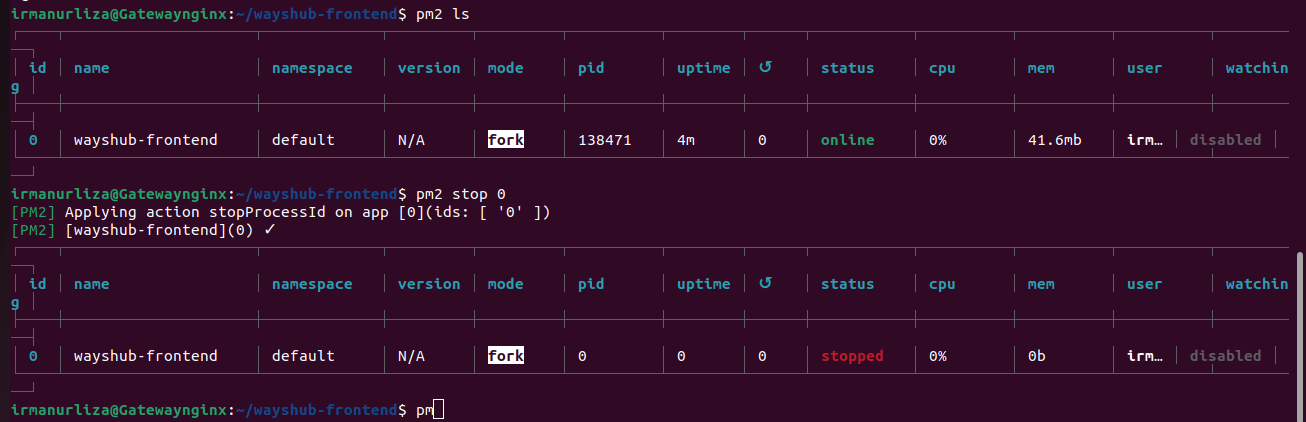 irmanurliza@Gatewaynginx:~/wayshub-frontend$ pm2 ls
id name namespace version mode pid uptime ↺ status cpu mem user watchin
g
0 wayshub-frontend default N/A fork 138471 4m 0 online 0% 41.6mb irm… disabled
irmanurliza@Gatewaynginx:~/wayshub-frontend$ pm2 stop 0
[PM2] Applying action stopProcessId on app [0](ids: [ '0' ])
[PM2] [wayshub-frontend](0) ✓
id name namespace version mode pid uptime ↺ status cpu mem user watchin
g
0 wayshub-frontend default N/A fork 0 0 0 stopped 0% 0b irm… disabled
irmanurliza@Gatewaynginx:~/wayshub-frontend$ pm